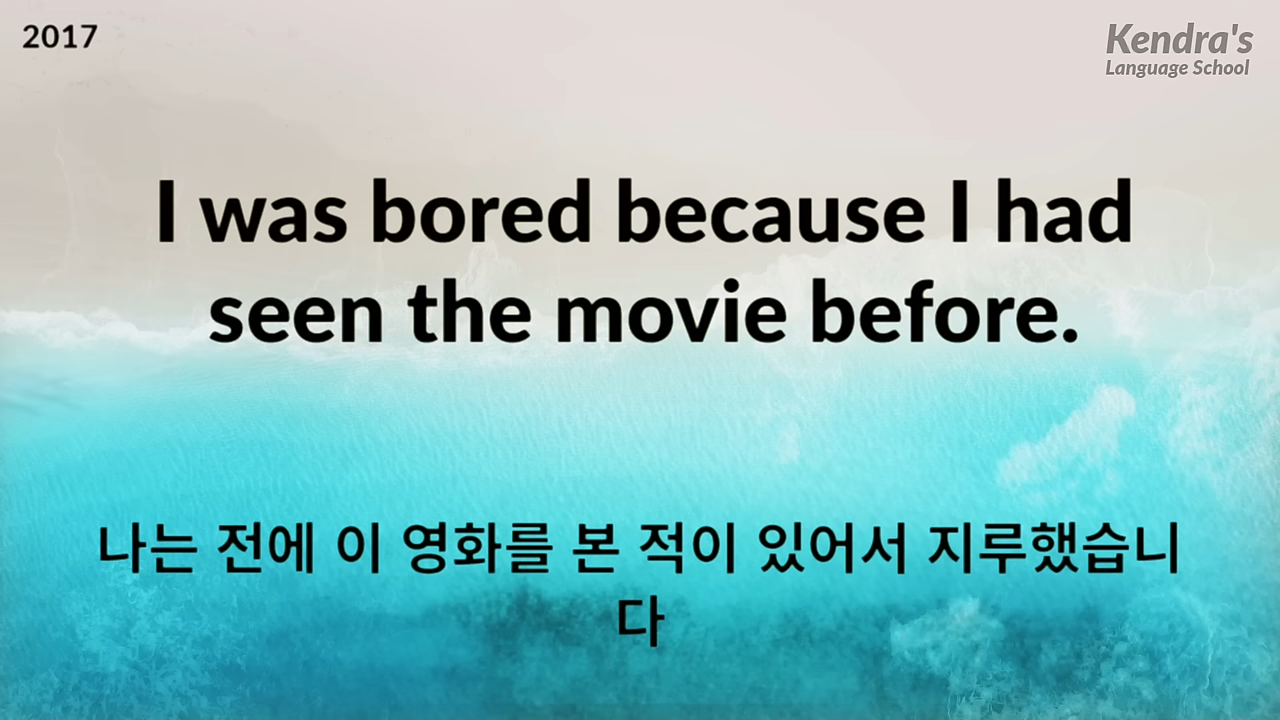 2017
Kendra's
Language School
I was bored because I had
seen the movie before.
나는 전에 이 영화를 본 적이 있어서 지루했습니
다